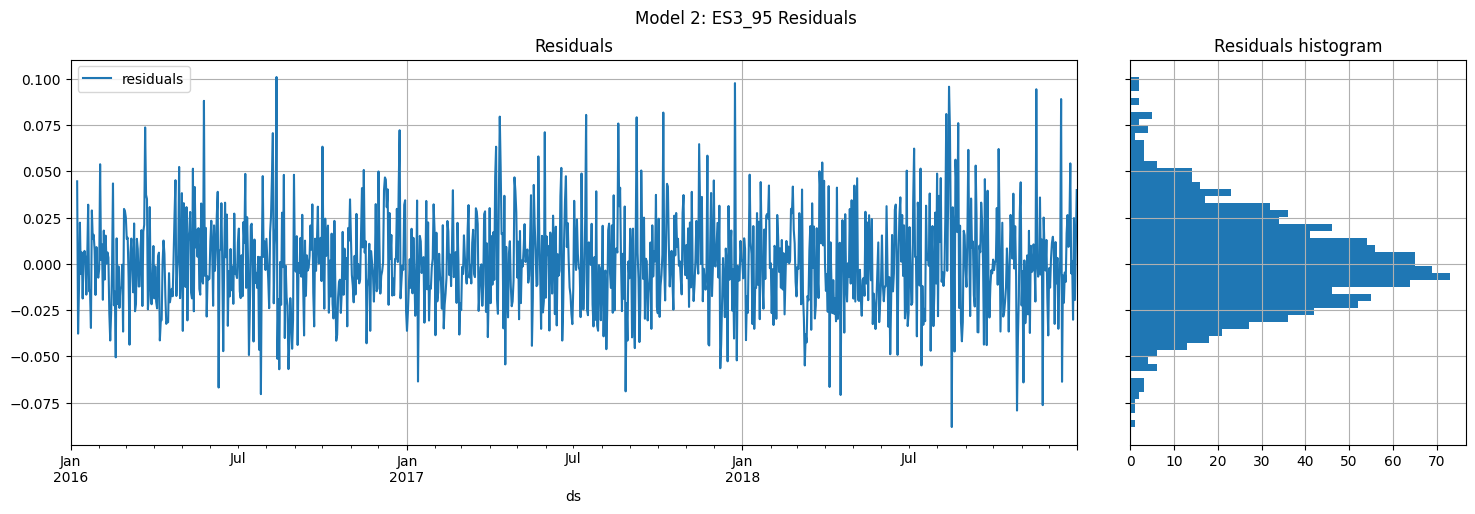 Model 2: ES3_95 Residuals
Residuals
Residuals histogram
residuals
0.100
0.075
0.050
0.025
0.000
−0.025
−0.050
−0.075
Jan
2016
Jul
Jan
2017
Jul
Jan
2018
Jul
ds
0 10 20 30 40 50 60 70